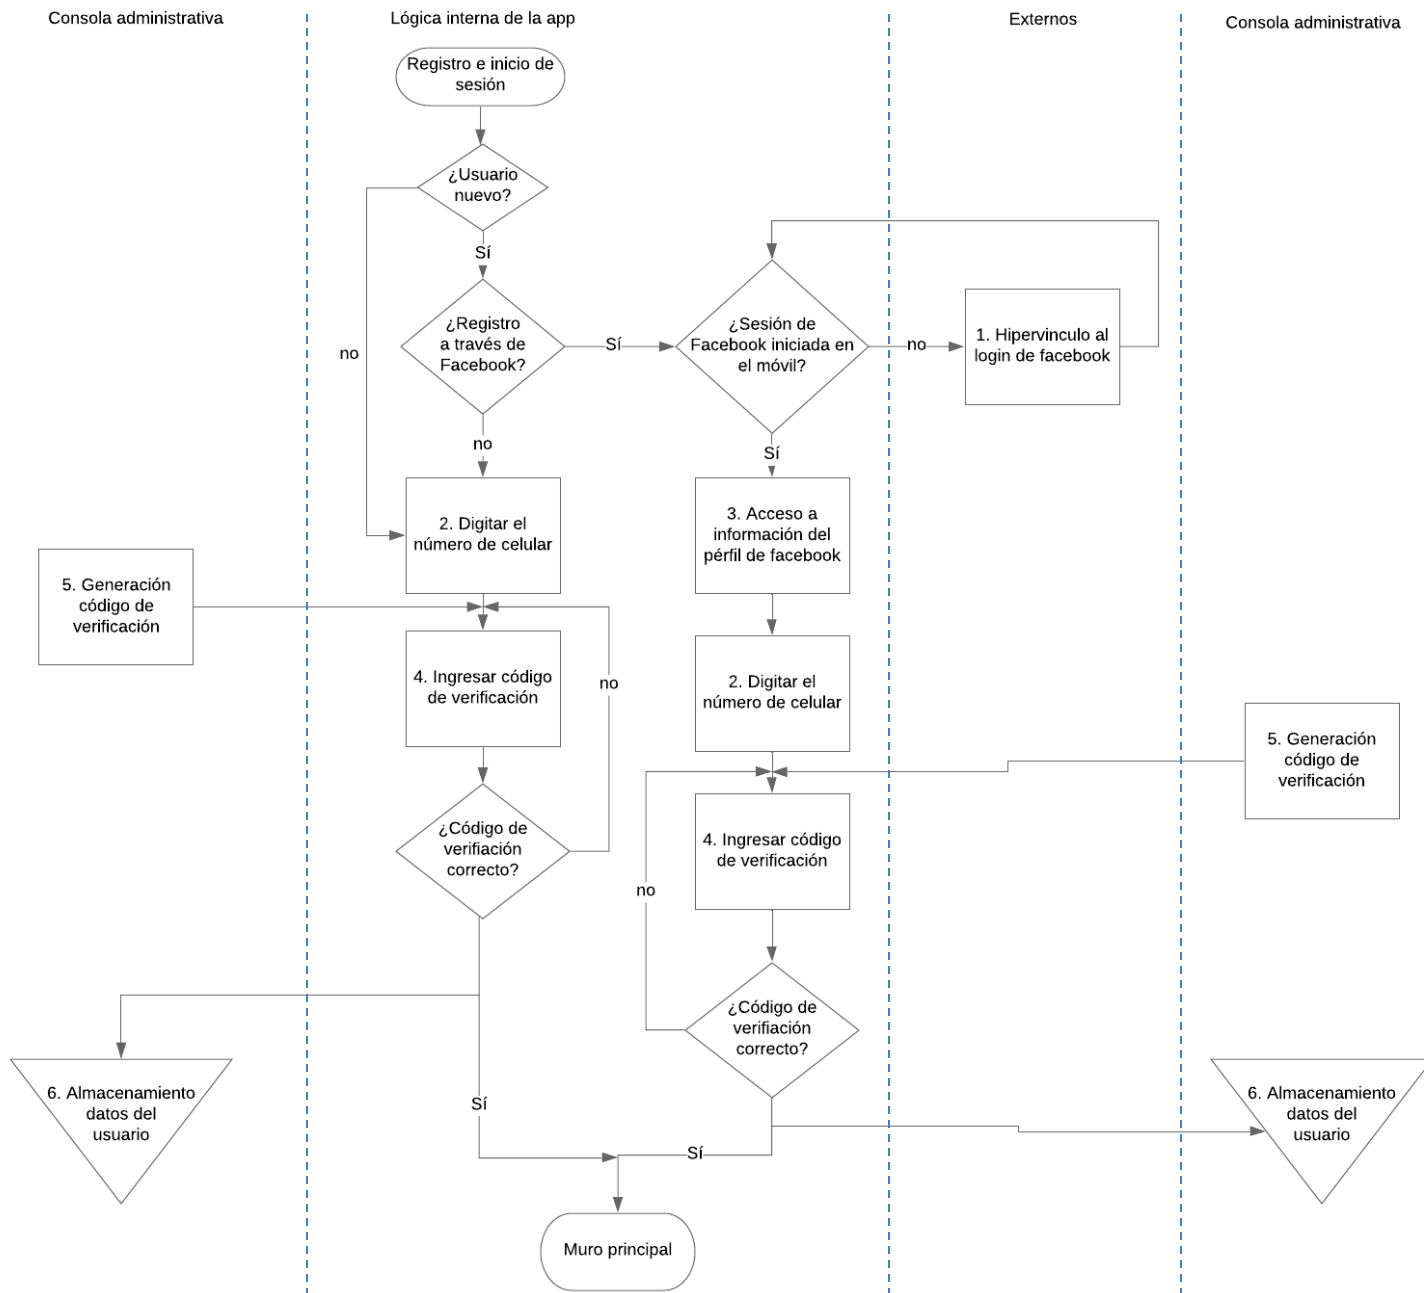 Consola administrativa
Lógica interna de la app
Externos
Consola administrativa
Registro e inicio de
sesión
¿Usuario
nuevo?
Sí
¿Registro
a través de
Facebook?
Sí
¿Sesión de
Facebook iniciada en
el móvil?
no
1. Hipervinculo al
login de facebook
no
no
Sí
2. Digitar el
número de celular
3. Acceso a
información del
pérfil de facebook
5. Generación
código de
verificación
4. Ingresar código
de verificación
no
2. Digitar el
número de celular
5. Generación
código de
verificación
¿Código de
verifiación
correcto?
4. Ingresar código
de verificación
no
¿Código de
verifiación
correcto?
6. Almacenamiento
datos del
usuario
Sí
Sí
6. Almacenamiento
datos del
usuario
Muro principal